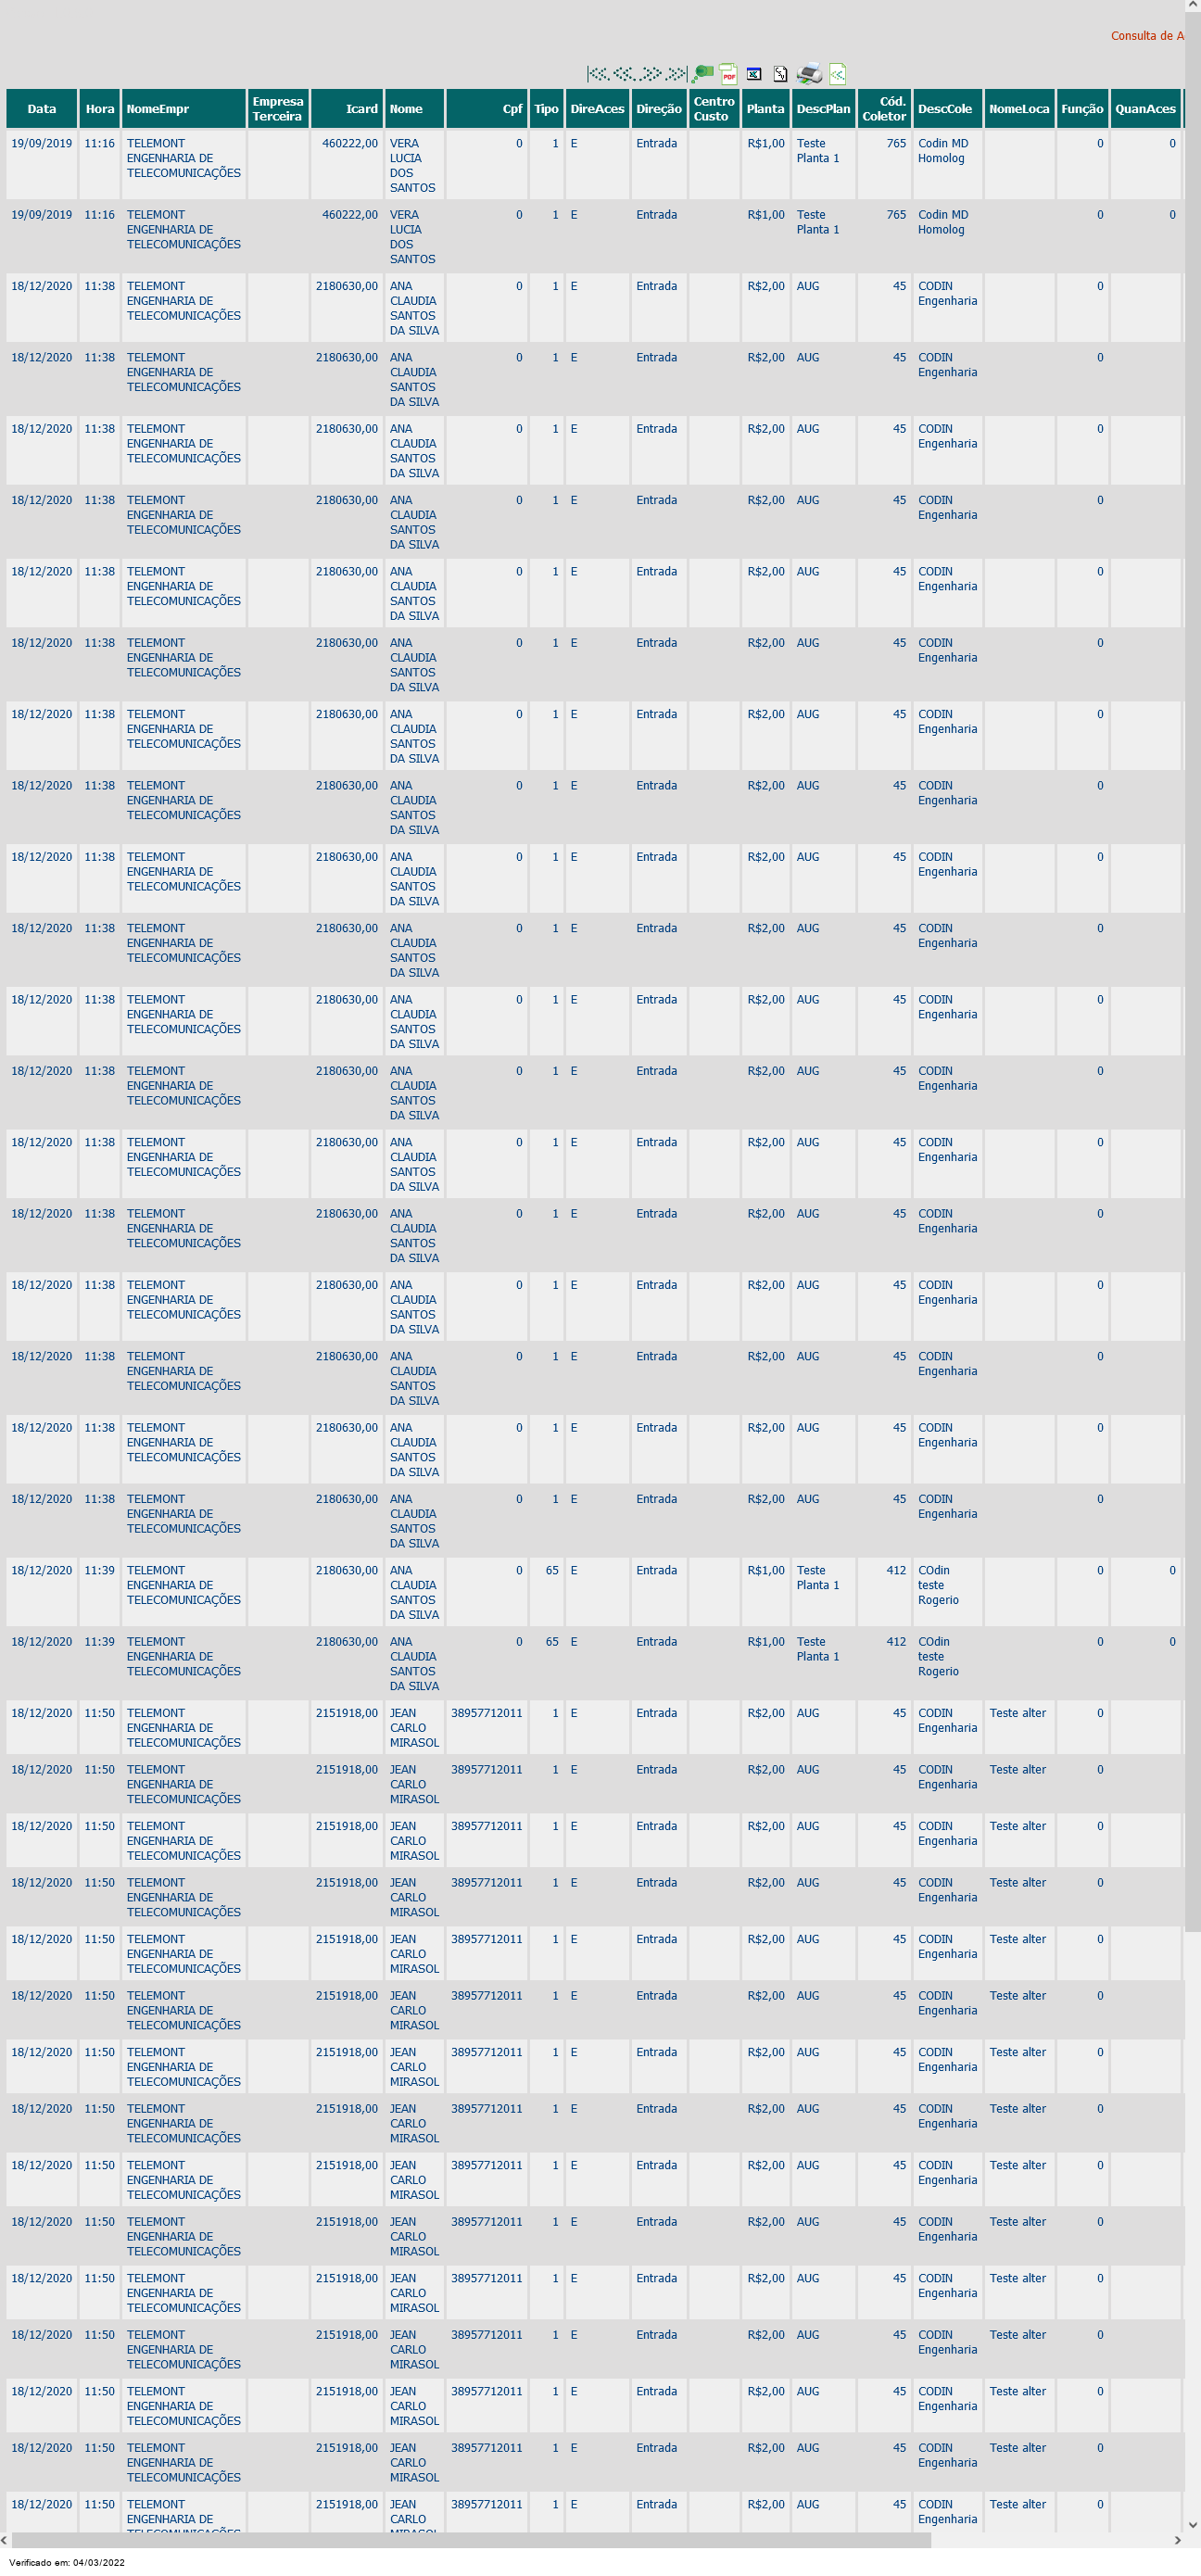 Consulta de A
Data Hora NomeEmpr Empresa Terceira Icard Nome Cpf Tipo DireAces Direção Centro Custo Planta DescPlan Cód. Coletor DescCole NomeLoca Função QuanAces
19/09/2019 11:16 TELEMONT 460222,00 VERA 0 1 E Entrada R$1,00 Teste 765 Codin MD 0 0
ENGENHARIA DE LUCIA Planta 1 Homolog
TELECOMUNICAÇÕES DOS
SANTOS
19/09/2019 11:16 TELEMONT 460222,00 VERA 0 1 E Entrada R$1,00 Teste 765 Codin MD 0 0
ENGENHARIA DE LUCIA Planta 1 Homolog
TELECOMUNICAÇÕES DOS
SANTOS
18/12/2020 11:38 TELEMONT 2180630,00 ANA 0 1 E Entrada R$2,00 AUG 45 CODIN 0
ENGENHARIA DE CLAUDIA Engenharia
TELECOMUNICAÇÕES SANTOS
DA SILVA
18/12/2020 11:38 TELEMONT 2180630,00 ANA 0 1 E Entrada R$2,00 AUG 45 CODIN 0
ENGENHARIA DE CLAUDIA Engenharia
TELECOMUNICAÇÕES SANTOS
DA SILVA
18/12/2020 11:38 TELEMONT 2180630,00 ANA 0 1 E Entrada R$2,00 AUG 45 CODIN 0
ENGENHARIA DE CLAUDIA Engenharia
TELECOMUNICAÇÕES SANTOS
DA SILVA
18/12/2020 11:38 TELEMONT 2180630,00 ANA 0 1 E Entrada R$2,00 AUG 45 CODIN 0
ENGENHARIA DE CLAUDIA Engenharia
TELECOMUNICAÇÕES SANTOS
DA SILVA
18/12/2020 11:38 TELEMONT 2180630,00 ANA 0 1 E Entrada R$2,00 AUG 45 CODIN 0
ENGENHARIA DE CLAUDIA Engenharia
TELECOMUNICAÇÕES SANTOS
DA SILVA
18/12/2020 11:38 TELEMONT 2180630,00 ANA 0 1 E Entrada R$2,00 AUG 45 CODIN 0
ENGENHARIA DE CLAUDIA Engenharia
TELECOMUNICAÇÕES SANTOS
DA SILVA
18/12/2020 11:38 TELEMONT 2180630,00 ANA 0 1 E Entrada R$2,00 AUG 45 CODIN 0
ENGENHARIA DE CLAUDIA Engenharia
TELECOMUNICAÇÕES SANTOS
DA SILVA
18/12/2020 11:38 TELEMONT 2180630,00 ANA 0 1 E Entrada R$2,00 AUG 45 CODIN 0
ENGENHARIA DE CLAUDIA Engenharia
TELECOMUNICAÇÕES SANTOS
DA SILVA
18/12/2020 11:38 TELEMONT 2180630,00 ANA 0 1 E Entrada R$2,00 AUG 45 CODIN 0
ENGENHARIA DE CLAUDIA Engenharia
TELECOMUNICAÇÕES SANTOS
DA SILVA
18/12/2020 11:38 TELEMONT 2180630,00 ANA 0 1 E Entrada R$2,00 AUG 45 CODIN 0
ENGENHARIA DE CLAUDIA Engenharia
TELECOMUNICAÇÕES SANTOS
DA SILVA
18/12/2020 11:38 TELEMONT 2180630,00 ANA 0 1 E Entrada R$2,00 AUG 45 CODIN 0
ENGENHARIA DE CLAUDIA Engenharia
TELECOMUNICAÇÕES SANTOS
DA SILVA
18/12/2020 11:38 TELEMONT 2180630,00 ANA 0 1 E Entrada R$2,00 AUG 45 CODIN 0
ENGENHARIA DE CLAUDIA Engenharia
TELECOMUNICAÇÕES SANTOS
DA SILVA
18/12/2020 11:38 TELEMONT 2180630,00 ANA 0 1 E Entrada R$2,00 AUG 45 CODIN 0
ENGENHARIA DE CLAUDIA Engenharia
TELECOMUNICAÇÕES SANTOS
DA SILVA
18/12/2020 11:38 TELEMONT 2180630,00 ANA 0 1 E Entrada R$2,00 AUG 45 CODIN 0
ENGENHARIA DE CLAUDIA Engenharia
TELECOMUNICAÇÕES SANTOS
DA SILVA
18/12/2020 11:38 TELEMONT 2180630,00 ANA 0 1 E Entrada R$2,00 AUG 45 CODIN 0
ENGENHARIA DE CLAUDIA Engenharia
TELECOMUNICAÇÕES SANTOS
DA SILVA
18/12/2020 11:38 TELEMONT 2180630,00 ANA 0 1 E Entrada R$2,00 AUG 45 CODIN 0
ENGENHARIA DE CLAUDIA Engenharia
TELECOMUNICAÇÕES SANTOS
DA SILVA
18/12/2020 11:38 TELEMONT 2180630,00 ANA 0 1 E Entrada R$2,00 AUG 45 CODIN 0
ENGENHARIA DE CLAUDIA Engenharia
TELECOMUNICAÇÕES SANTOS
DA SILVA
18/12/2020 11:38 TELEMONT 2180630,00 ANA 0 1 E Entrada R$2,00 AUG 45 CODIN 0
ENGENHARIA DE CLAUDIA Engenharia
TELECOMUNICAÇÕES SANTOS
DA SILVA
18/12/2020 11:39 TELEMONT 2180630,00 ANA 0 65 E Entrada R$1,00 Teste 412 COdin 0 0
ENGENHARIA DE CLAUDIA Planta 1 teste
TELECOMUNICAÇÕES SANTOS Rogerio
DA SILVA
18/12/2020 11:39 TELEMONT 2180630,00 ANA 0 65 E Entrada R$1,00 Teste 412 COdin 0 0
ENGENHARIA DE CLAUDIA Planta 1 teste
TELECOMUNICAÇÕES SANTOS Rogerio
DA SILVA
18/12/2020 11:50 TELEMONT 2151918,00 JEAN 38957712011 1 E Entrada R$2,00 AUG 45 CODIN Teste alter 0
ENGENHARIA DE CARLO Engenharia
TELECOMUNICAÇÕES MIRASOL
18/12/2020 11:50 TELEMONT 2151918,00 JEAN 38957712011 1 E Entrada R$2,00 AUG 45 CODIN Teste alter 0
ENGENHARIA DE CARLO Engenharia
TELECOMUNICAÇÕES MIRASOL
18/12/2020 11:50 TELEMONT 2151918,00 JEAN 38957712011 1 E Entrada R$2,00 AUG 45 CODIN Teste alter 0
ENGENHARIA DE CARLO Engenharia
TELECOMUNICAÇÕES MIRASOL
18/12/2020 11:50 TELEMONT 2151918,00 JEAN 38957712011 1 E Entrada R$2,00 AUG 45 CODIN Teste alter 0
ENGENHARIA DE CARLO Engenharia
TELECOMUNICAÇÕES MIRASOL
18/12/2020 11:50 TELEMONT 2151918,00 JEAN 38957712011 1 E Entrada R$2,00 AUG 45 CODIN Teste alter 0
ENGENHARIA DE CARLO Engenharia
TELECOMUNICAÇÕES MIRASOL
18/12/2020 11:50 TELEMONT 2151918,00 JEAN 38957712011 1 E Entrada R$2,00 AUG 45 CODIN Teste alter 0
ENGENHARIA DE CARLO Engenharia
TELECOMUNICAÇÕES MIRASOL
18/12/2020 11:50 TELEMONT 2151918,00 JEAN 38957712011 1 E Entrada R$2,00 AUG 45 CODIN Teste alter 0
ENGENHARIA DE CARLO Engenharia
TELECOMUNICAÇÕES MIRASOL
18/12/2020 11:50 TELEMONT 2151918,00 JEAN 38957712011 1 E Entrada R$2,00 AUG 45 CODIN Teste alter 0
ENGENHARIA DE CARLO Engenharia
TELECOMUNICAÇÕES MIRASOL
18/12/2020 11:50 TELEMONT 2151918,00 JEAN 38957712011 1 E Entrada R$2,00 AUG 45 CODIN Teste alter 0
ENGENHARIA DE CARLO Engenharia
TELECOMUNICAÇÕES MIRASOL
18/12/2020 11:50 TELEMONT 2151918,00 JEAN 38957712011 1 E Entrada R$2,00 AUG 45 CODIN Teste alter 0
ENGENHARIA DE CARLO Engenharia
TELECOMUNICAÇÕES MIRASOL
18/12/2020 11:50 TELEMONT 2151918,00 JEAN 38957712011 1 E Entrada R$2,00 AUG 45 CODIN Teste alter 0
ENGENHARIA DE CARLO Engenharia
TELECOMUNICAÇÕES MIRASOL
18/12/2020 11:50 TELEMONT 2151918,00 JEAN 38957712011 1 E Entrada R$2,00 AUG 45 CODIN Teste alter 0
ENGENHARIA DE CARLO Engenharia
TELECOMUNICAÇÕES MIRASOL
18/12/2020 11:50 TELEMONT 2151918,00 JEAN 38957712011 1 E Entrada R$2,00 AUG 45 CODIN Teste alter 0
ENGENHARIA DE CARLO Engenharia
TELECOMUNICAÇÕES MIRASOL
18/12/2020 11:50 TELEMONT 2151918,00 JEAN 38957712011 1 E Entrada R$2,00 AUG 45 CODIN Teste alter 0
ENGENHARIA DE CARLO Engenharia
TELECOMUNICAÇÕES MIRASOL
18/12/2020 11:50 TELEMONT 2151918,00 JEAN 38957712011 1 E Entrada R$2,00 AUG 45 CODIN Teste alter 0
ENGENHARIA DE CARLO Engenharia
Verificado em: 04/03/2022